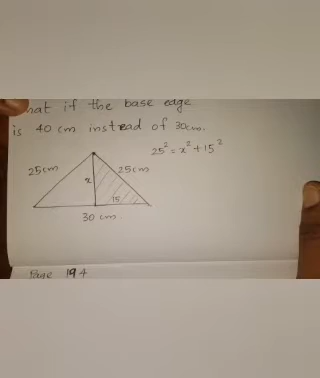 if the base edge
is 40 cm instead of 30cm.
25² = x² + 15²
25cm
25cm
x
15
30 cm
Page 194